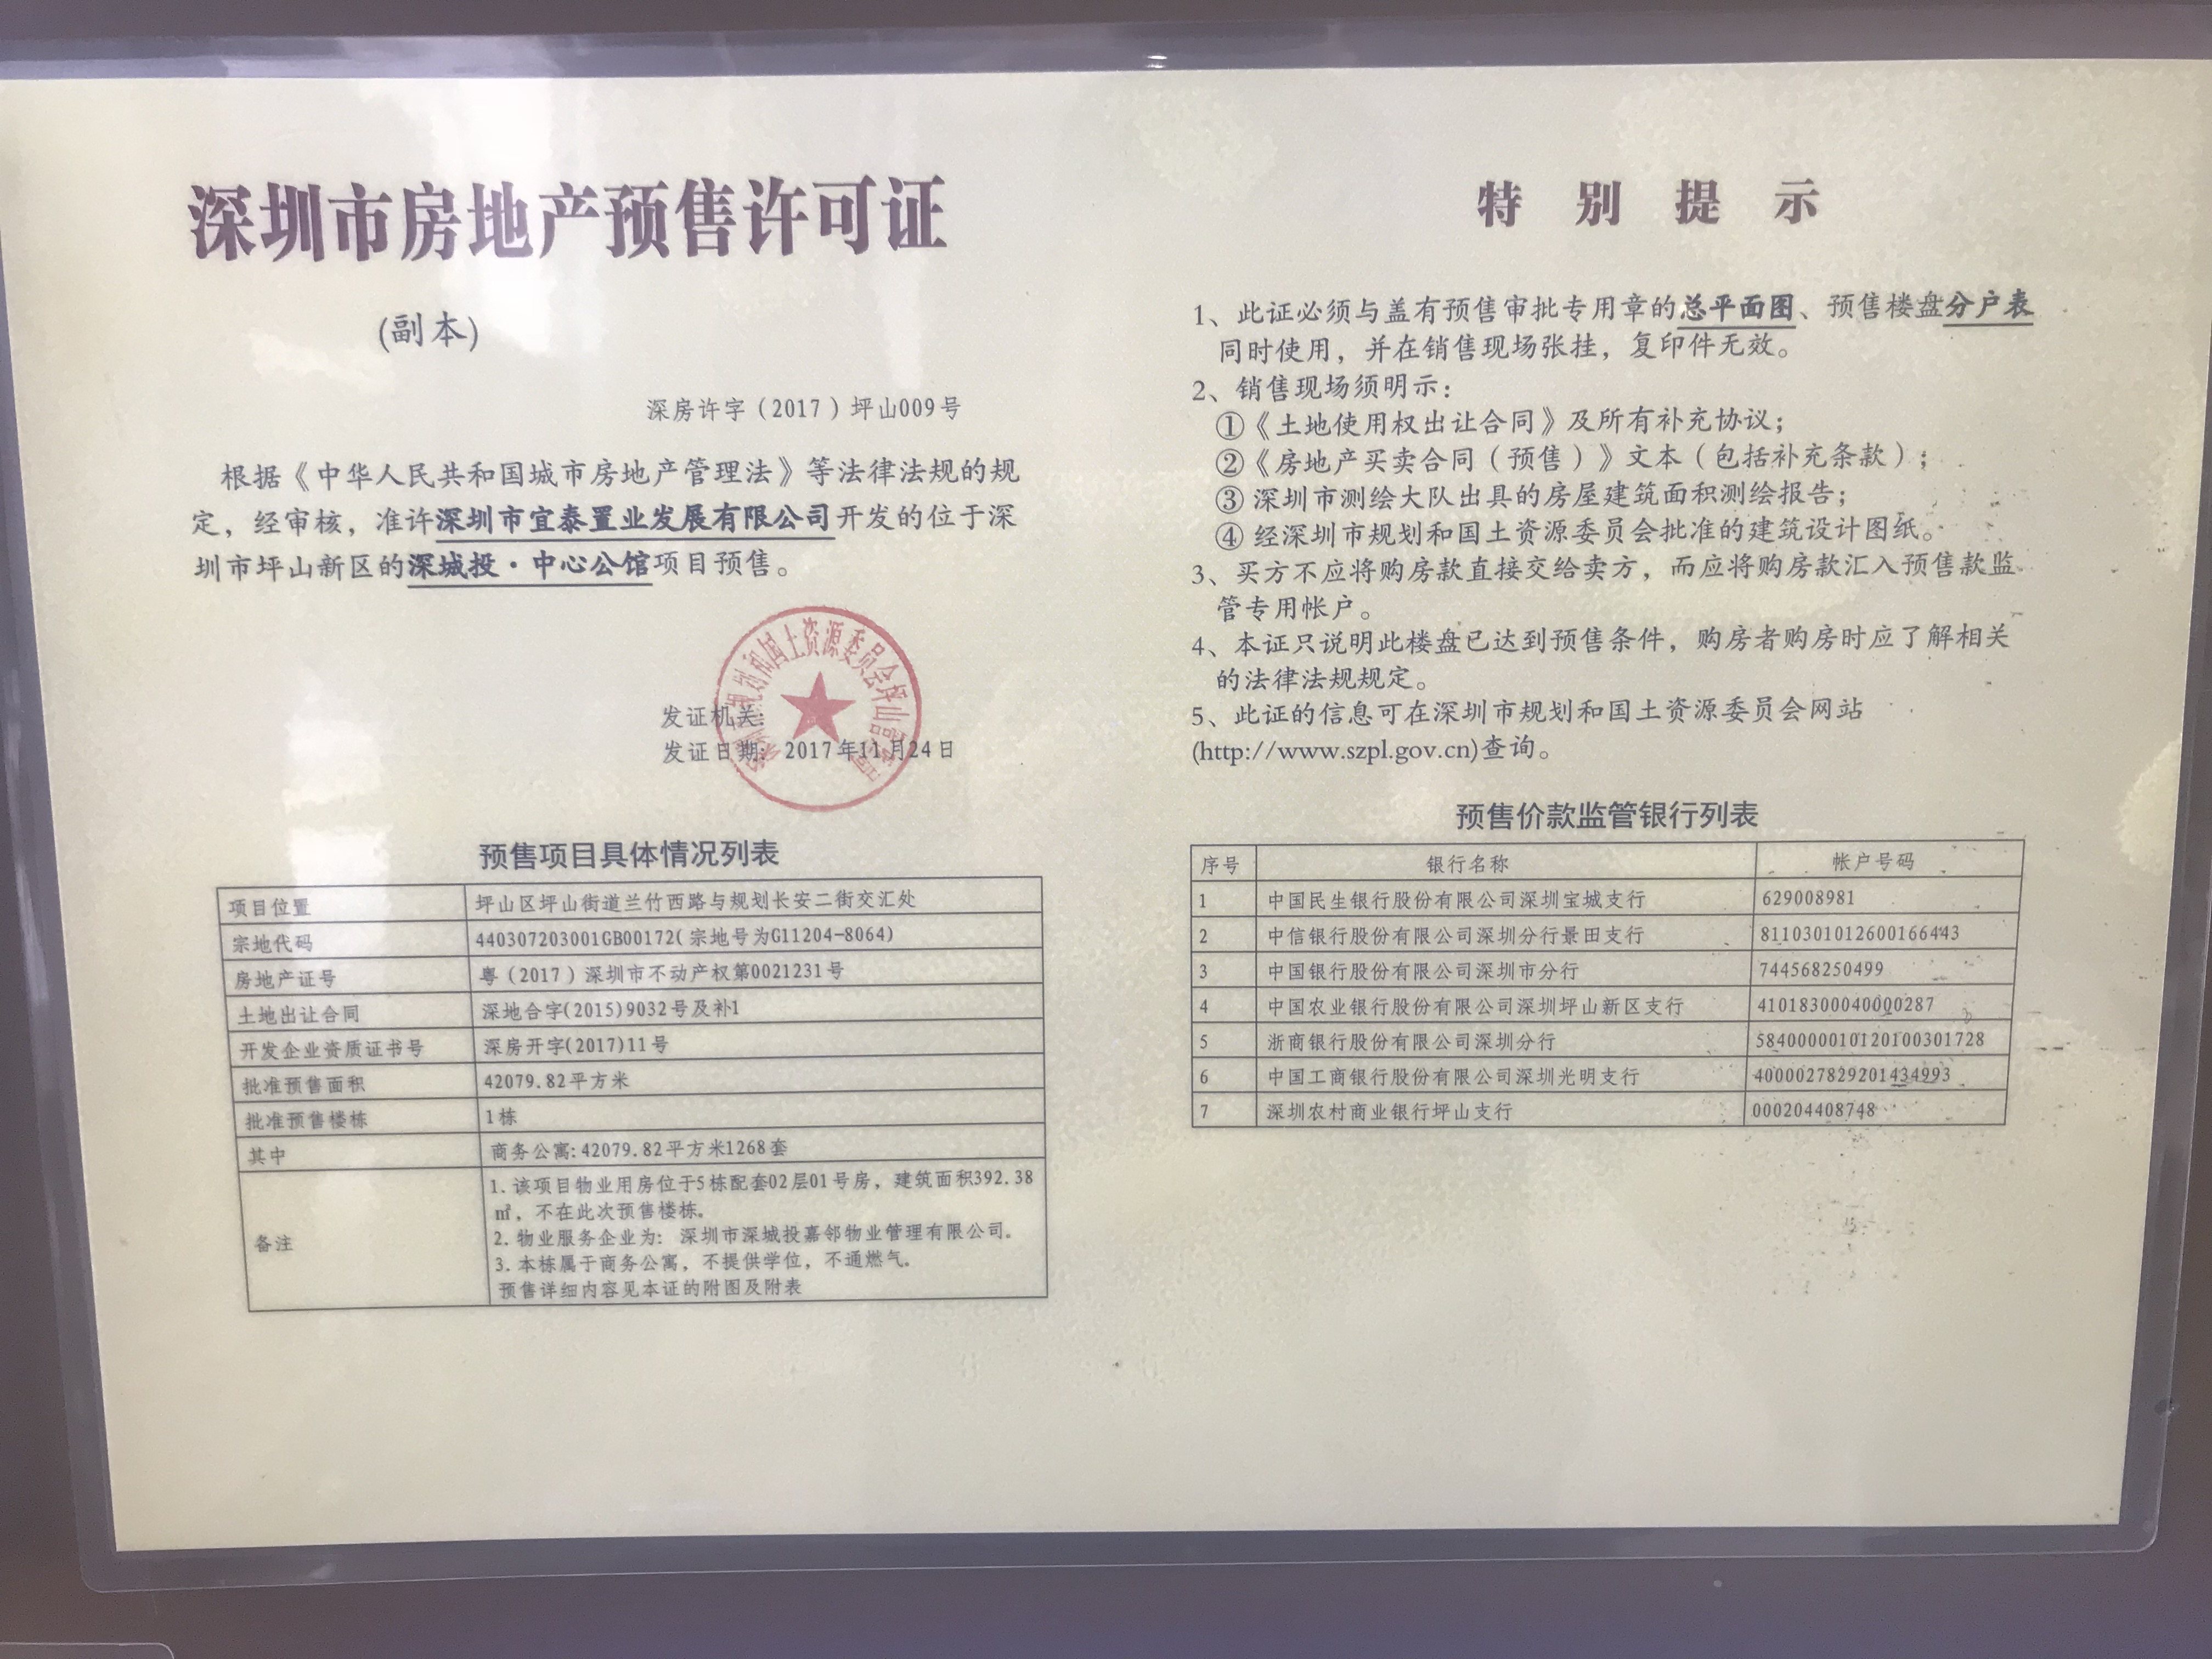 深圳市房地产预售许可证
(副本)
深房许字（2017）坪山009号
根据《中华人民共和国城市房地产管理法》等法律法规的规
定，经审核，准许深圳市宜泰置业发展有限公司开发的位于深
圳市坪山新区的深城投·中心公馆项目预售。
规划和国土资源委员会坪山管理局
发证机关:
发证日期: 2017年11月24日
预售项目具体情况列表
项目位置 坪山区坪山街道兰竹西路与规划长安二街交汇处
宗地代码 440307203001GB00172(宗地号为G11204-8064)
房地产证号 粤（2017）深圳市不动产权第0021231号
土地出让合同 深地合字(2015)9032号及补1
开发企业资质证书号 深房开字(2017)11号
批准预售面积 42079.82平方米
批准预售楼栋 1栋
其中 商务公寓:42079.82平方米1268套
备注
1.该项目物业用房位于5栋配套02层01号房，建筑面积392.38
㎡，不在此次预售楼栋。
2.物业服务企业为: 深圳市深城投嘉邻物业管理有限公司。
3.本栋属于商务公寓，不提供学位，不通燃气。
预售详细内容见本证的附图及附表
特别提示
1、此证必须与盖有预售审批专用章的总平面图、预售楼盘分户表
同时使用，并在销售现场张挂，复印件无效。
2、销售现场须明示:
①《土地使用权出让合同》及所有补充协议;
②《房地产买卖合同（预售）》文本（包括补充条款）;
③深圳市测绘大队出具的房屋建筑面积测绘报告;
④经深圳市规划和国土资源委员会批准的建筑设计图纸。
3、买方不应将购房款直接交给卖方，而应将购房款汇入预售款监
管专用帐户。
4、本证只说明此楼盘已达到预售条件，购房者购房时应了解相关
的法律法规规定。
5、此证的信息可在深圳市规划和国土资源委员会网站
(http://www.szpl.gov.cn)查询。
预售价款监管银行列表
序号 银行名称 帐户号码
1 中国民生银行股份有限公司深圳宝城支行 629008981
2 中信银行股份有限公司深圳分行景田支行 8110301012600166443
3 中国银行股份有限公司深圳市分行 744568250499
4 中国农业银行股份有限公司深圳坪山新区支行 41018300040000287
5 浙商银行股份有限公司深圳分行 5840000010120100301728
6 中国工商银行股份有限公司深圳光明支行 4000027829201434993
7 深圳农村商业银行坪山支行 000204408748